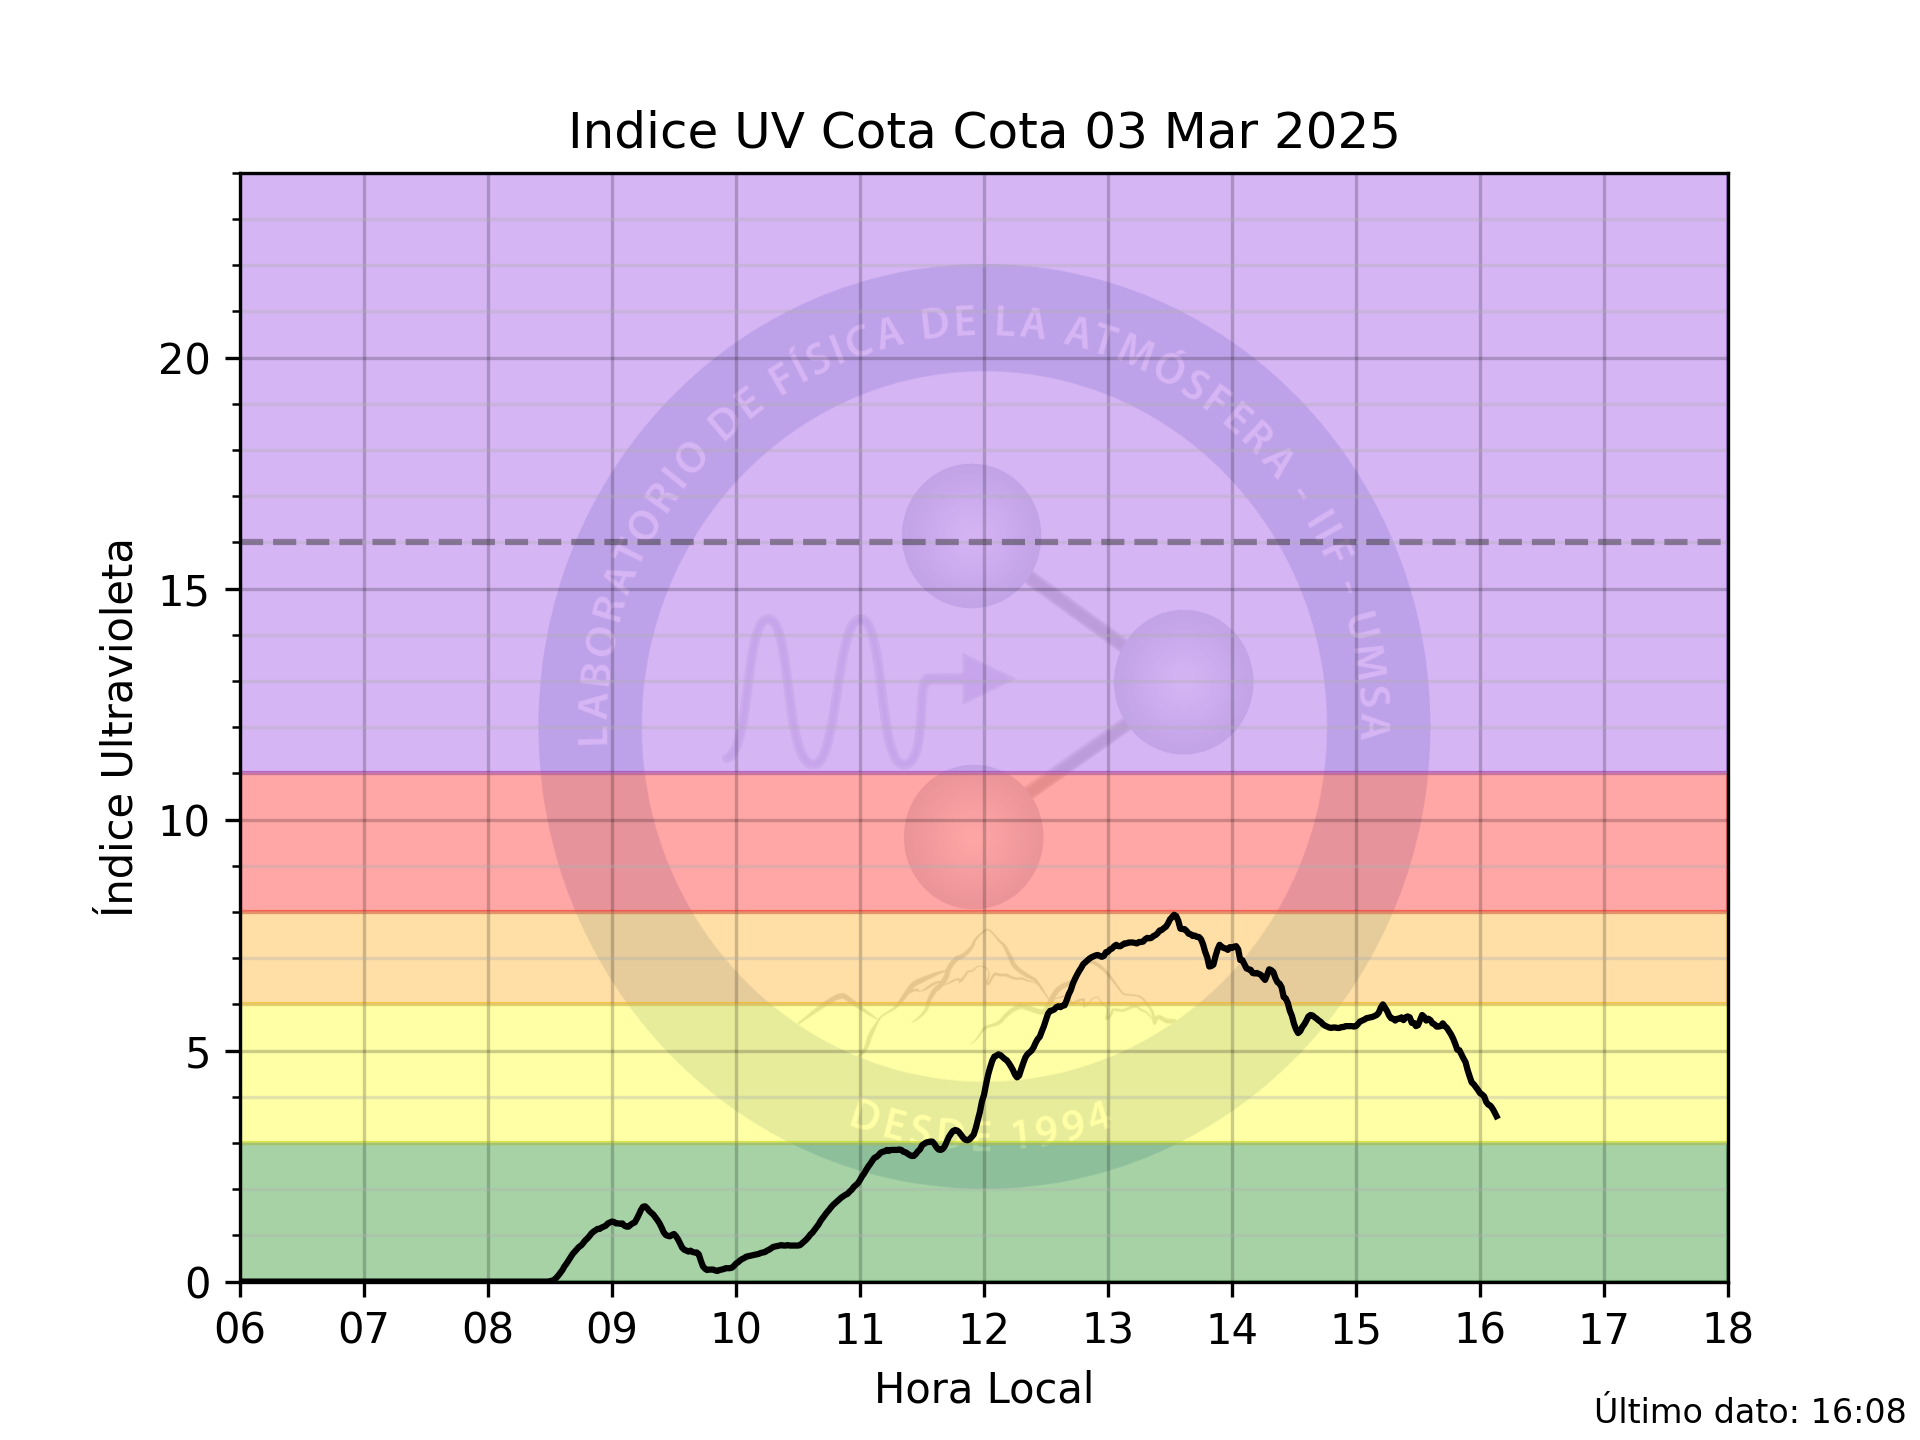 Indice UV Cota Cota 03 Mar 2025
LABORATORIO DE FÍSICA DE LA ATMÓSFERA - IIF - UMSA
DESDE 1994
Índice Ultravioleta
20
15
10
5
0
06 07 08 09 10 11 12 13 14 15 16 17 18
Hora Local
Último dato: 16:08